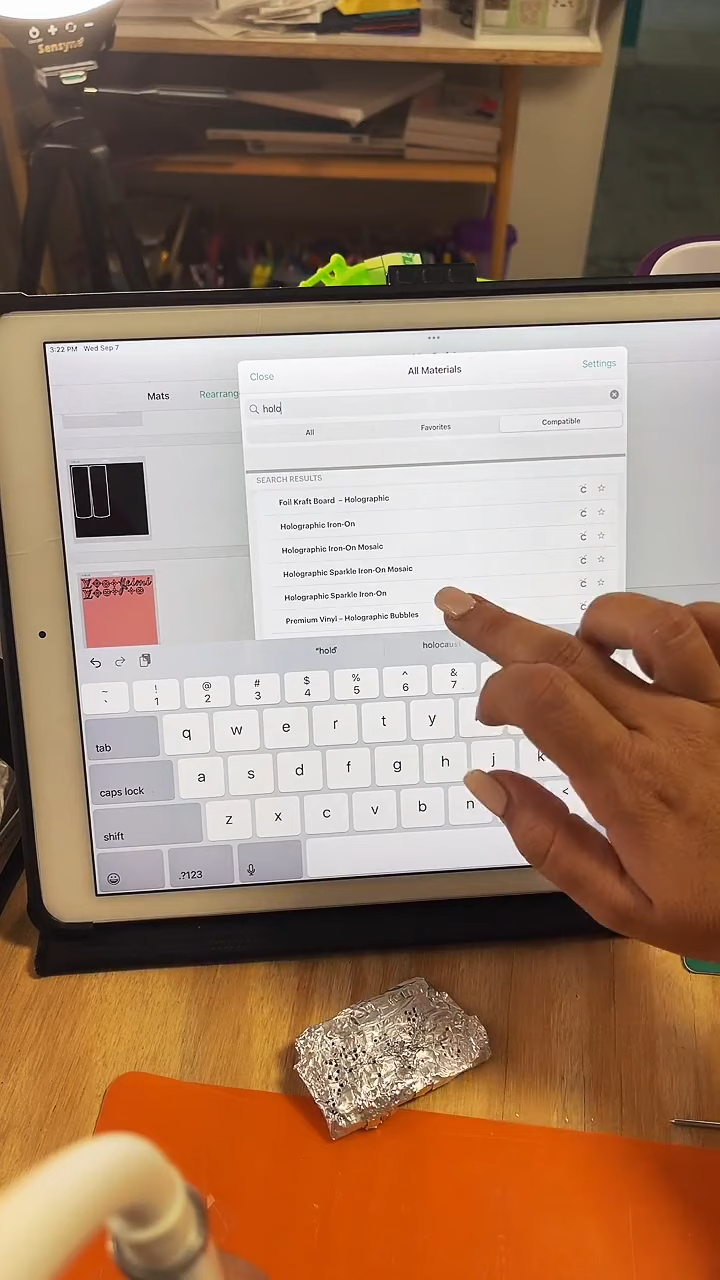 Sensyne
3:22 PM Wed Sep 7
Close
All Materials
Settings
Mats
Rearrang
holo
All
Favorites
Compatible
SEARCH RESULTS
Foil Kraft Board – Holographic
Holographic Iron-On
Holographic Iron-On Mosaic
Holographic Sparkle Iron-On Mosaic
Holographic Sparkle Iron-On
Premium Vinyl – Holographic Bubbles
"holo"
holocaus
~ ! @ # $ % ^ &
` 1 2 3 4 5 6 7
tab q w e r t y
caps lock a s d f g h j k
shift z x c v b n <
.?123